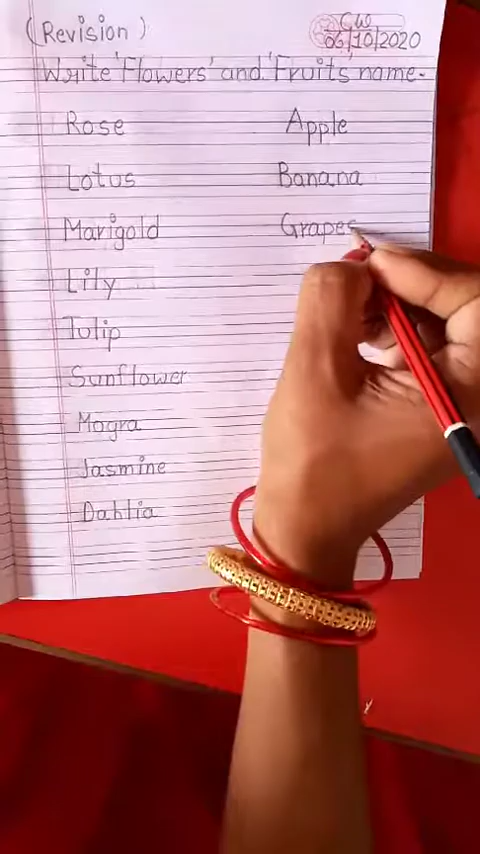 (Revision)
CW
06/10/2020
Write 'Flowers' and 'Fruits' name.
Rose Apple
Lotus Banana
Marigold Grapes
Lily
Tulip
Sunflower
Mogra
Jasmine
Dahlia